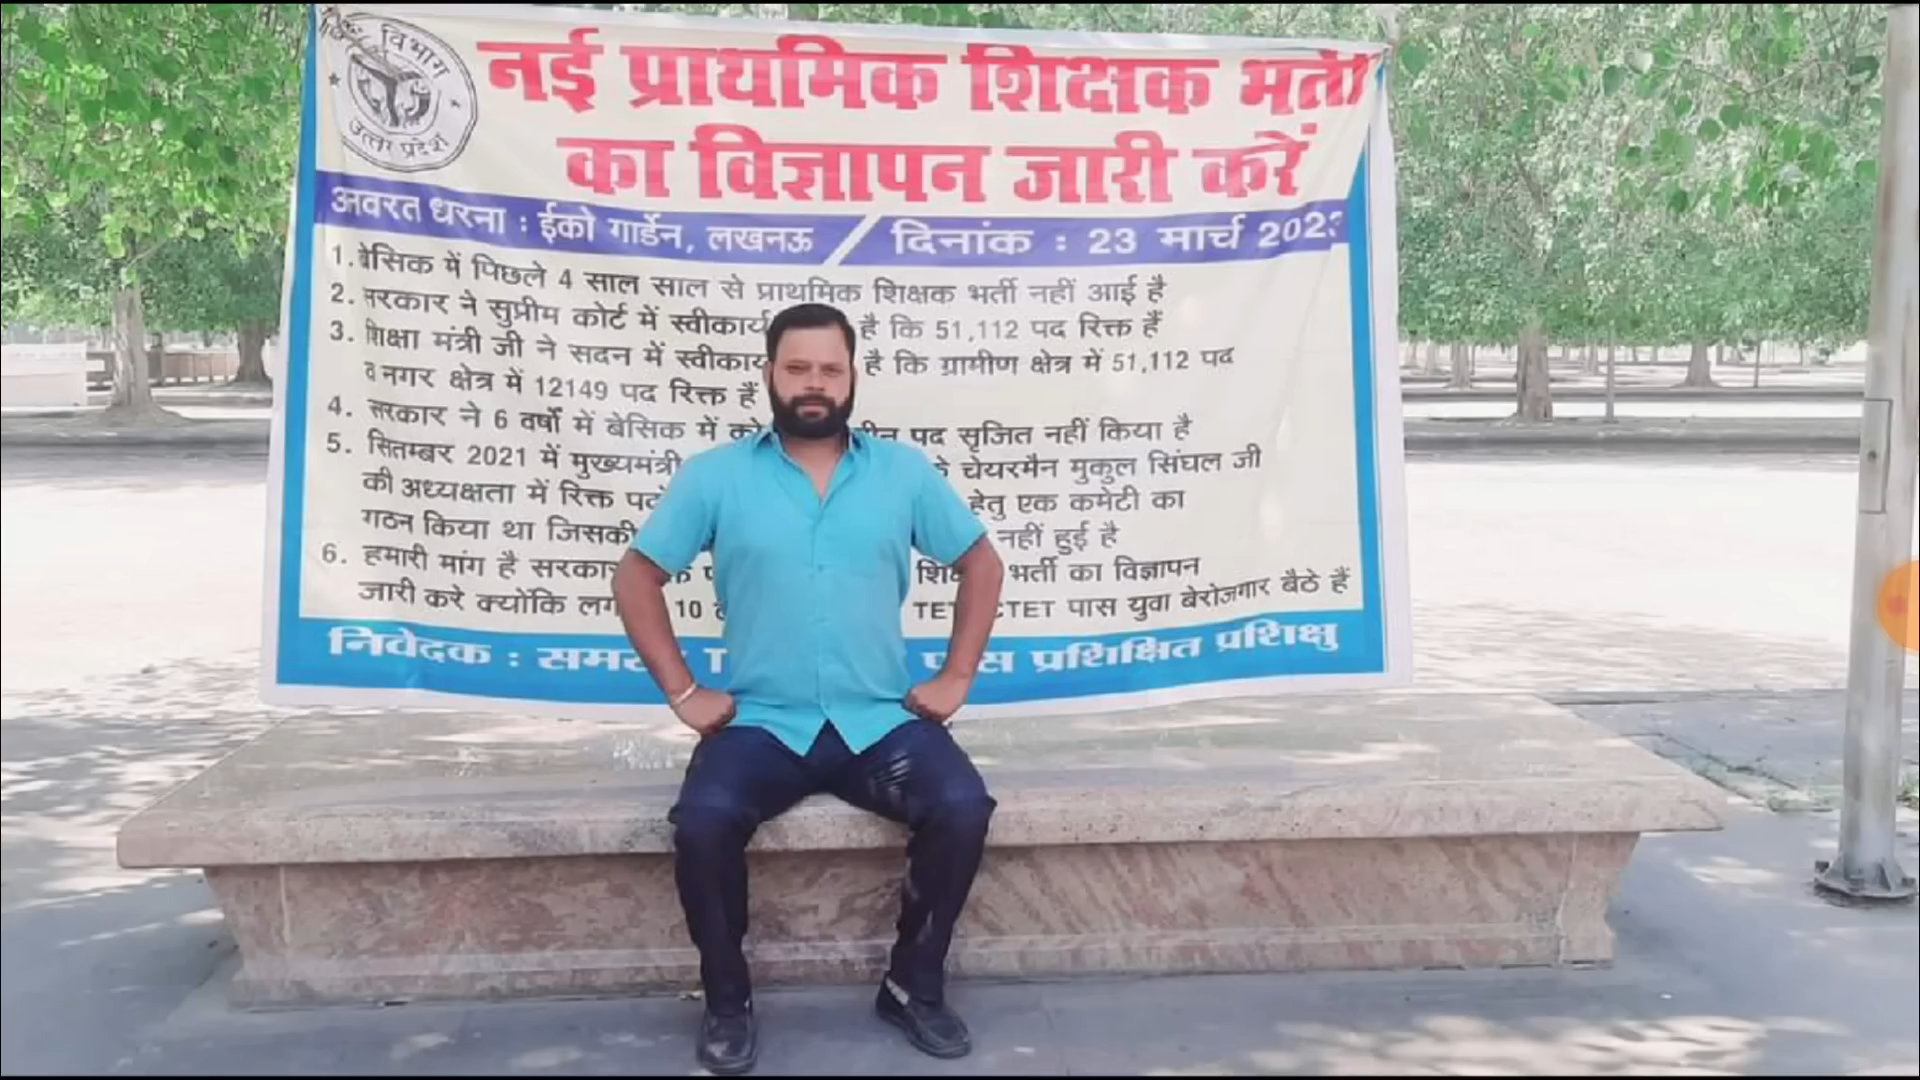 विभाग
उत्तर प्रदेश
नई प्राथमिक शिक्षक भर्ती
का विज्ञापन जारी करें
अवरत धरना : ईको गार्डेन, लखनऊ / दिनांक : 23 मार्च 2023
1. बेसिक में पिछले 4 साल साल से प्राथमिक शिक्षक भर्ती नहीं आई है
2. सरकार ने सुप्रीम कोर्ट में स्वीकार्य है कि 51,112 पद रिक्त हैं
3. शिक्षा मंत्री जी ने सदन में स्वीकार्य है कि ग्रामीण क्षेत्र में 51,112 पद
व नगर क्षेत्र में 12149 पद रिक्त हैं
4. सरकार ने 6 वर्षो में बेसिक में पद सृजित नहीं किया है
5. सितम्बर 2021 में मुख्यमंत्री के चेयरमैन मुकुल सिंघल जी
की अध्यक्षता में रिक्त हेतु एक कमेटी का
गठन किया था जिसकी नहीं हुई है
6. हमारी मांग है सरकार भर्ती का विज्ञापन
जारी करे क्योंकि 10 TET CTET पास युवा बेरोजगार बैठे हैं
निवेदक : पास प्रशिक्षित प्रशिक्षु